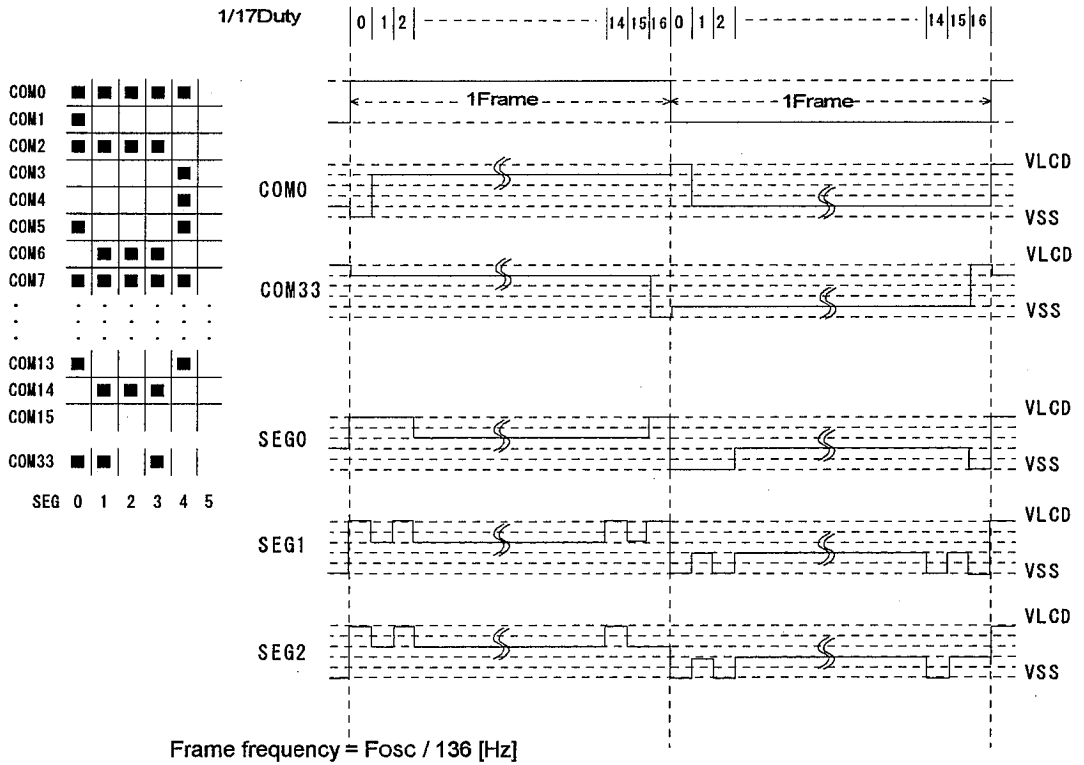 1/17Duty
0 1 2 14 15 16 0 1 2 14 15 16
1Frame 1Frame
COM0
COM1
COM2
COM3
COM4
COM5
COM6
COM7
COM13
COM14
COM15
COM33
SEG 0 1 2 3 4 5
COM0 VLCD VSS
COM33 VLCD VSS
SEG0 VLCD VSS
SEG1 VLCD VSS
SEG2 VLCD VSS
Frame frequency = Fosc / 136 [Hz]